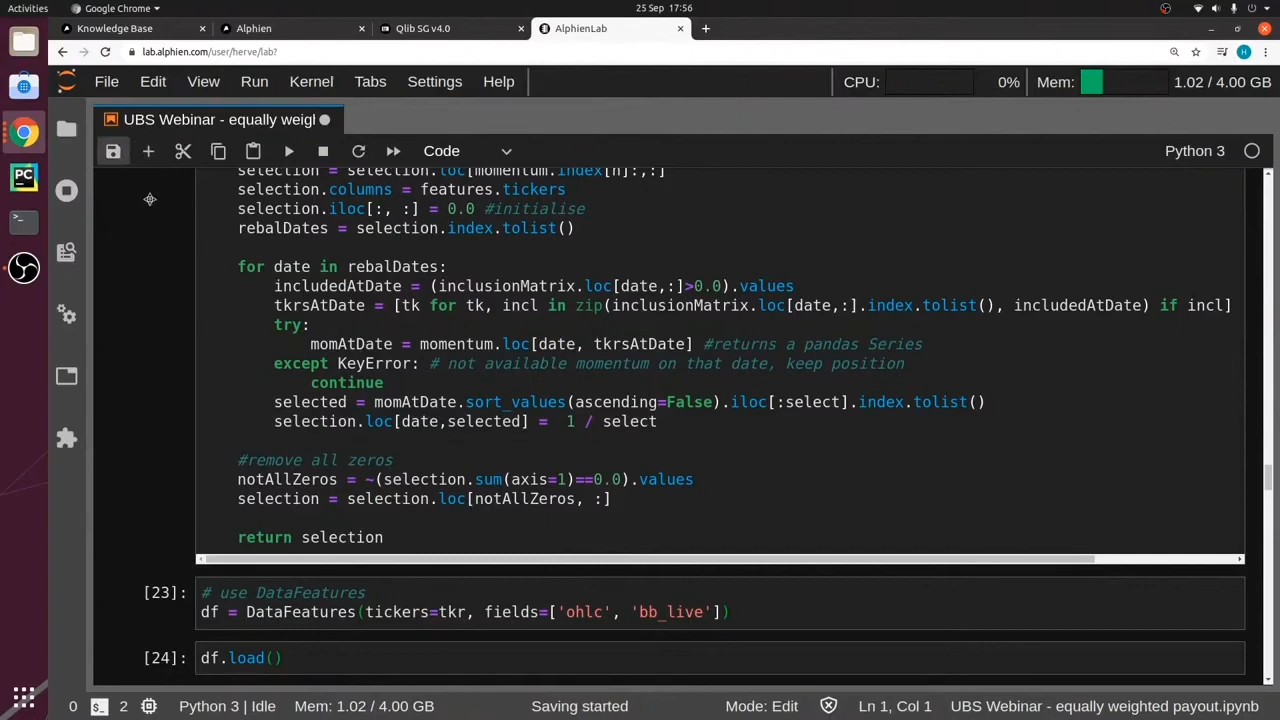 Activities
Google Chrome
25 Sep 17:56
Knowledge Base
Alphien
Qlib SG v4.0
AlphienLab
lab.alphien.com/user/herve/lab?
H
File Edit View Run Kernel Tabs Settings Help
CPU: 0% Mem: 1.02 / 4.00 GB
UBS Webinar - equally weigl
Code
Python 3
selection = selection.loc[momentum.index[n]:,:]
selection.columns = features.tickers
selection.iloc[:, :] = 0.0 #initialise
rebalDates = selection.index.tolist()
for date in rebalDates:
includedAtDate = (inclusionMatrix.loc[date,:]>0.0).values
tkrsAtDate = [tk for tk, incl in zip(inclusionMatrix.loc[date,:].index.tolist(), includedAtDate) if incl]
try:
momAtDate = momentum.loc[date, tkrsAtDate] #returns a pandas Series
except KeyError: # not available momentum on that date, keep position
continue
selected = momAtDate.sort_values(ascending=False).iloc[:select].index.tolist()
selection.loc[date,selected] = 1 / select
#remove all zeros
notAllZeros = ~(selection.sum(axis=1)==0.0).values
selection = selection.loc[notAllZeros, :]
return selection
[23]:
# use DataFeatures
df = DataFeatures(tickers=tkr, fields=['ohlc', 'bb_live'])
[24]:
df.load()
0
2
Python 3 | Idle
Mem: 1.02 / 4.00 GB
Saving started
Mode: Edit
Ln 1, Col 1
UBS Webinar - equally weighted payout.ipynb